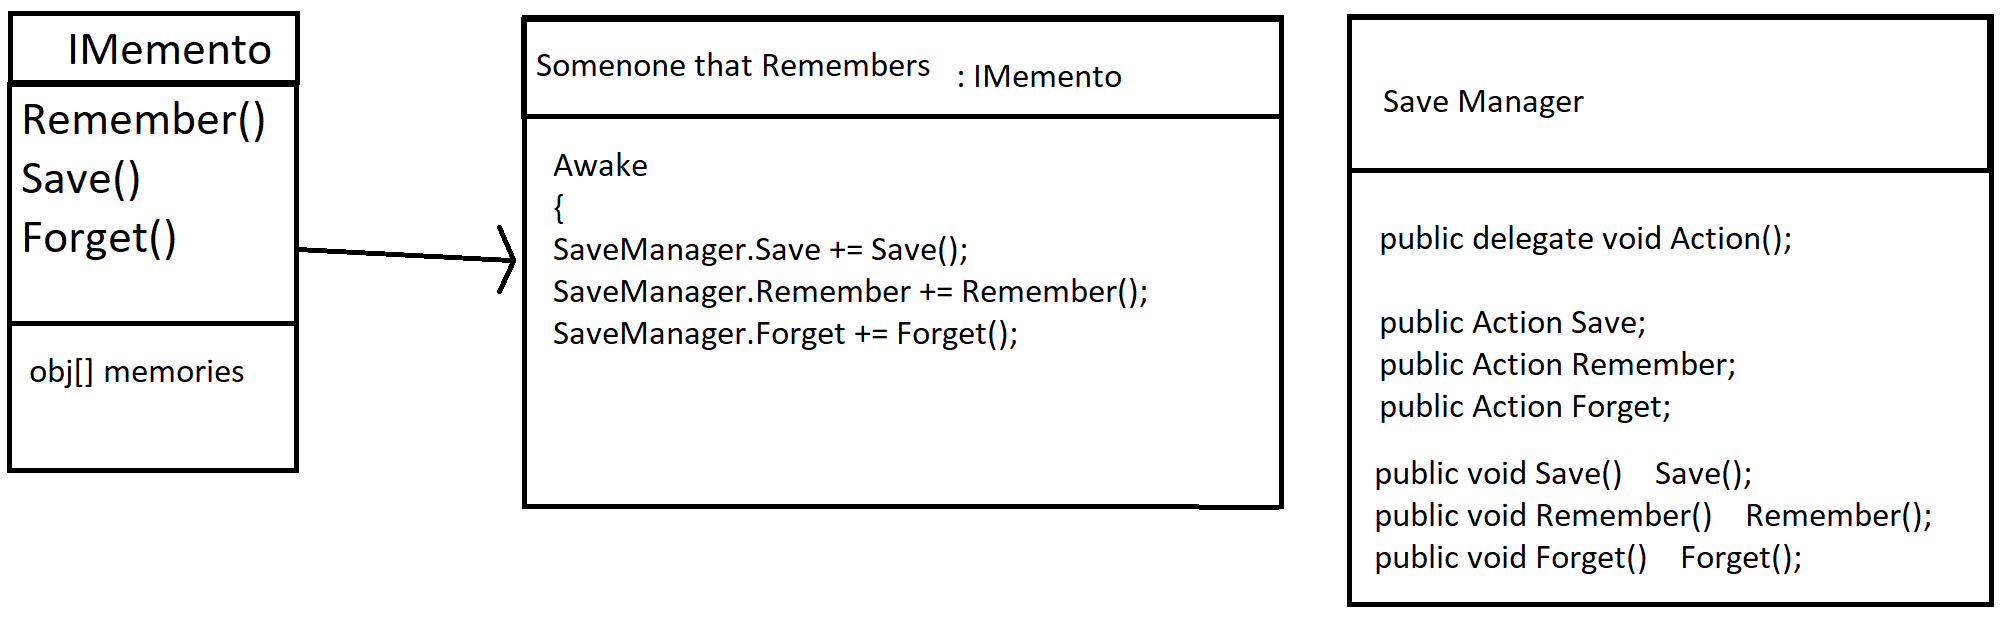 IMemento
Remember()
Save()
Forget()
obj[] memories
Somenone that Remembers : IMemento
Awake
{
SaveManager.Save += Save();
SaveManager.Remember += Remember();
SaveManager.Forget += Forget();
Save Manager
public delegate void Action();
public Action Save;
public Action Remember;
public Action Forget;
public void Save() Save();
public void Remember() Remember();
public void Forget() Forget();